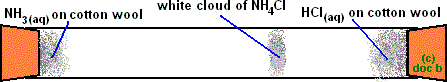 NH3(aq) on cotton wool
white cloud of NH4Cl
HCl(aq) on cotton wool
(c)
doc b